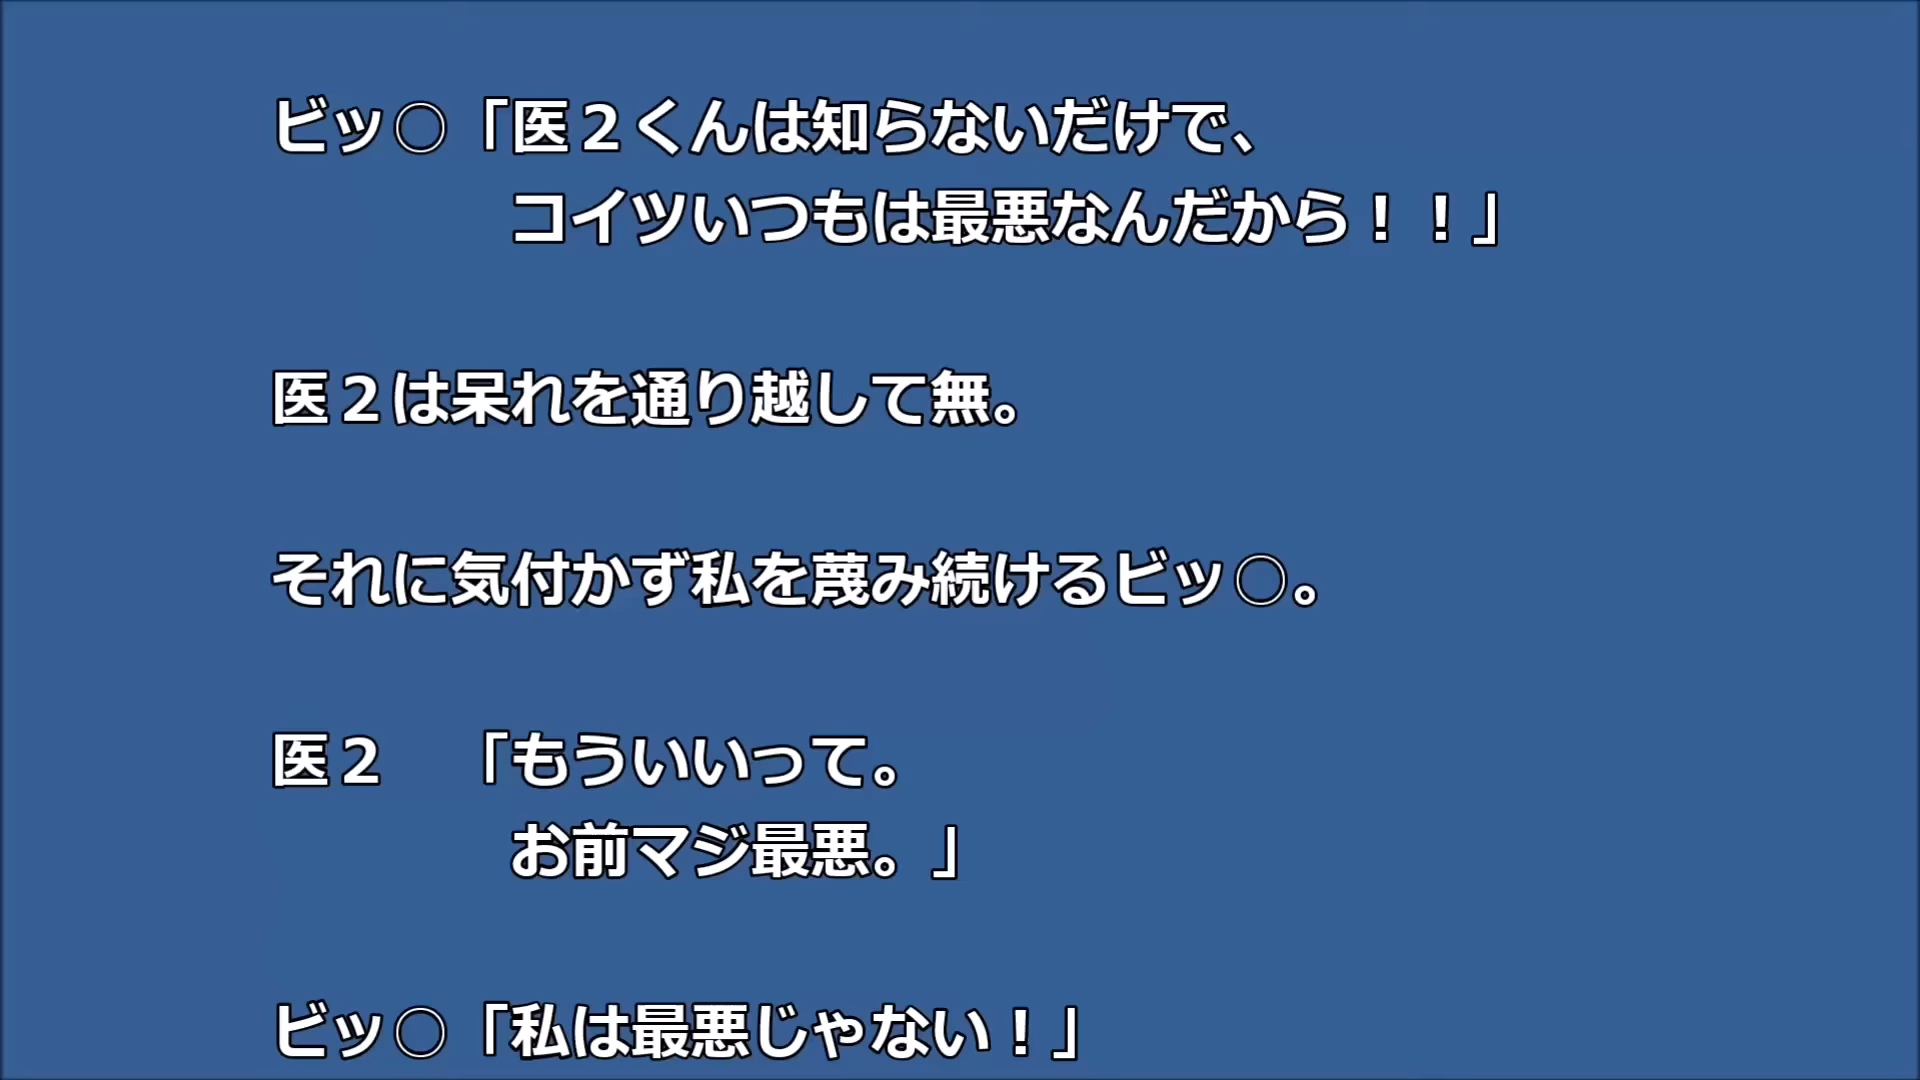 ビッ○「医２くんは知らないだけで、
コイツいつもは最悪なんだから！！」
医２は呆れを通り越して無。
それに気付かず私を蔑み続けるビッ○。
医２　「もういいって。
お前マジ最悪。」
ビッ○「私は最悪じゃない！」